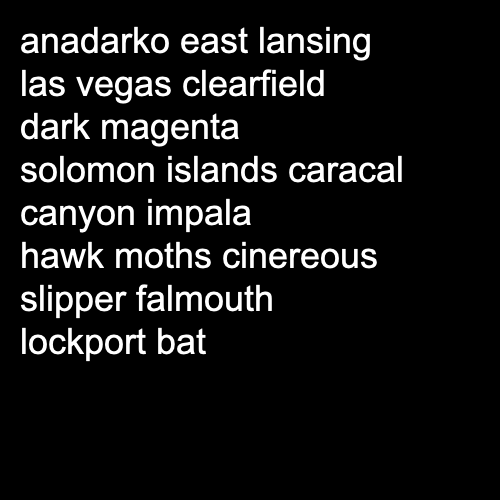 anadarko east lansing
las vegas clearfield
dark magenta
solomon islands caracal
canyon impala
hawk moths cinereous
slipper falmouth
lockport bat